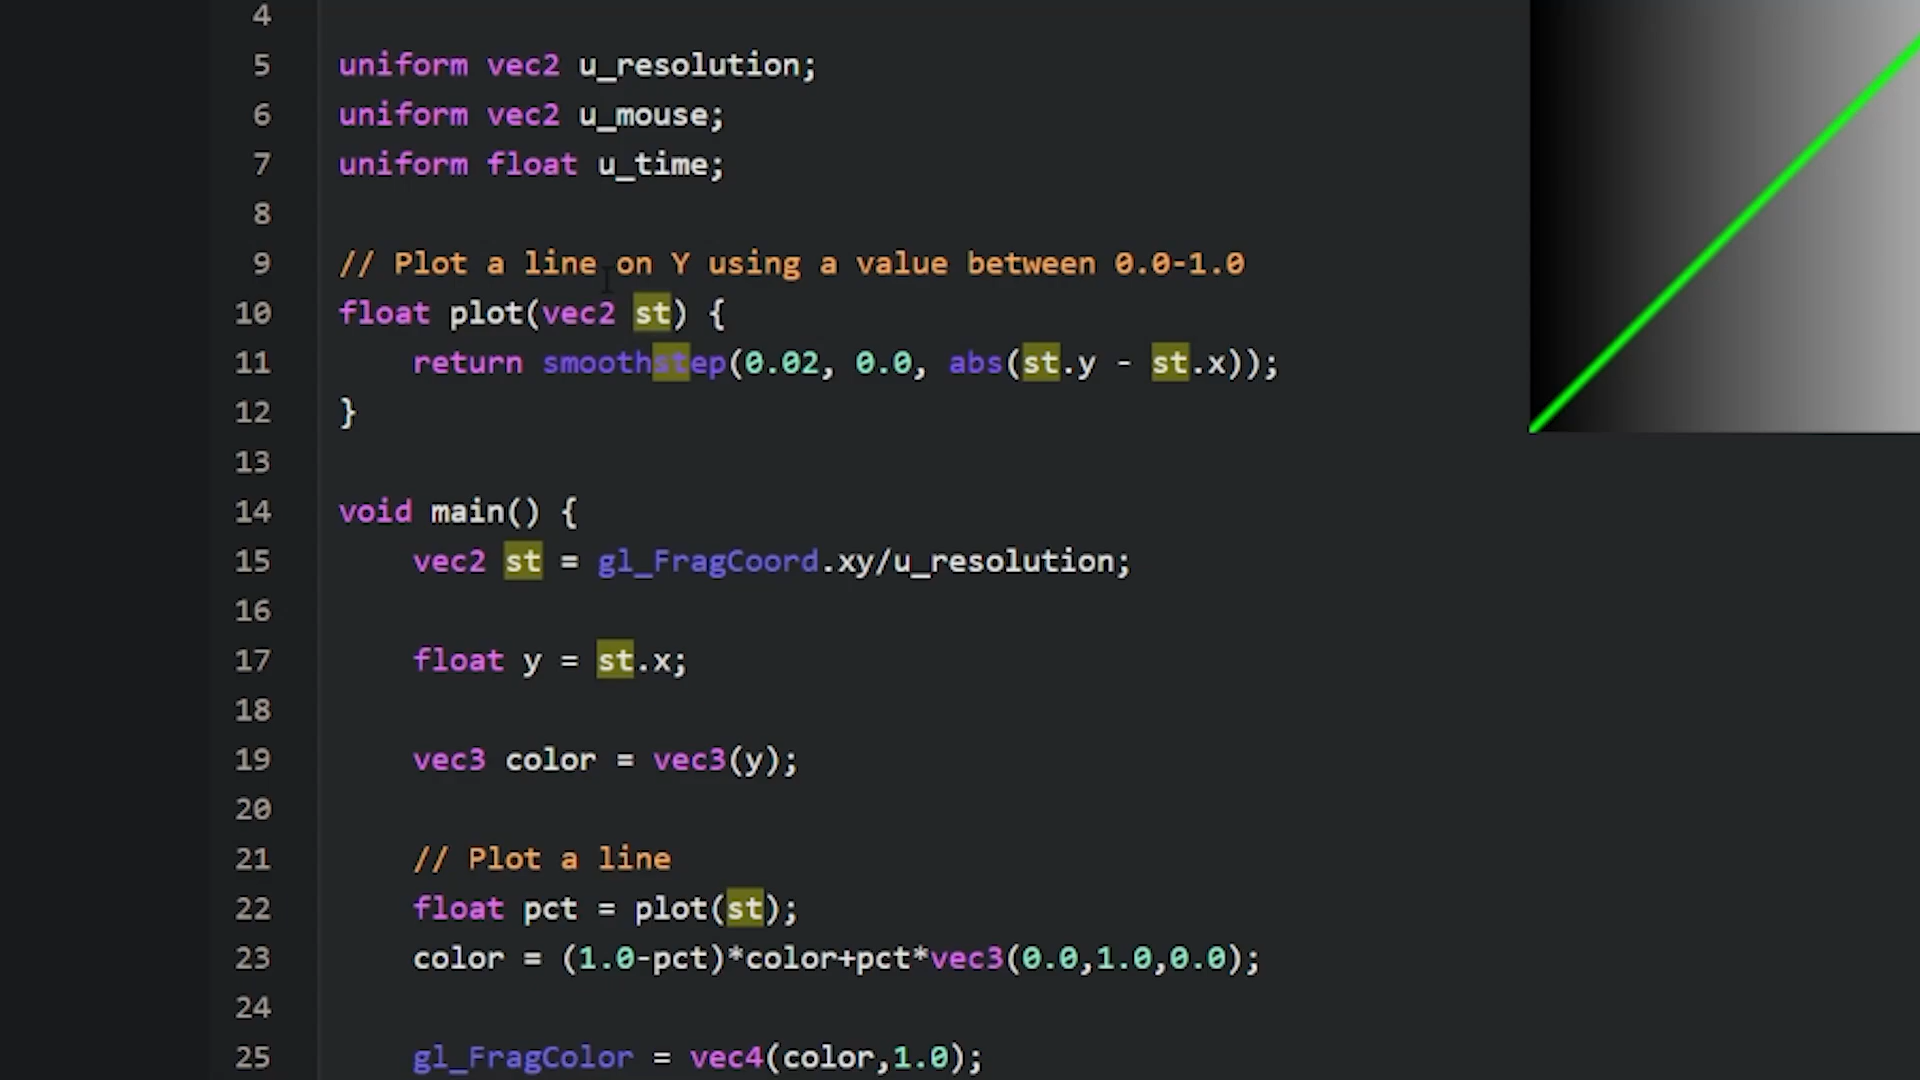 4
5 uniform vec2 u_resolution;
6 uniform vec2 u_mouse;
7 uniform float u_time;
8
9 // Plot a line on Y using a value between 0.0-1.0
10 float plot(vec2 st) {
11 return smoothstep(0.02, 0.0, abs(st.y - st.x));
12 }
13
14 void main() {
15 vec2 st = gl_FragCoord.xy/u_resolution;
16
17 float y = st.x;
18
19 vec3 color = vec3(y);
20
21 // Plot a line
22 float pct = plot(st);
23 color = (1.0-pct)*color+pct*vec3(0.0,1.0,0.0);
24
25 gl_FragColor = vec4(color,1.0);